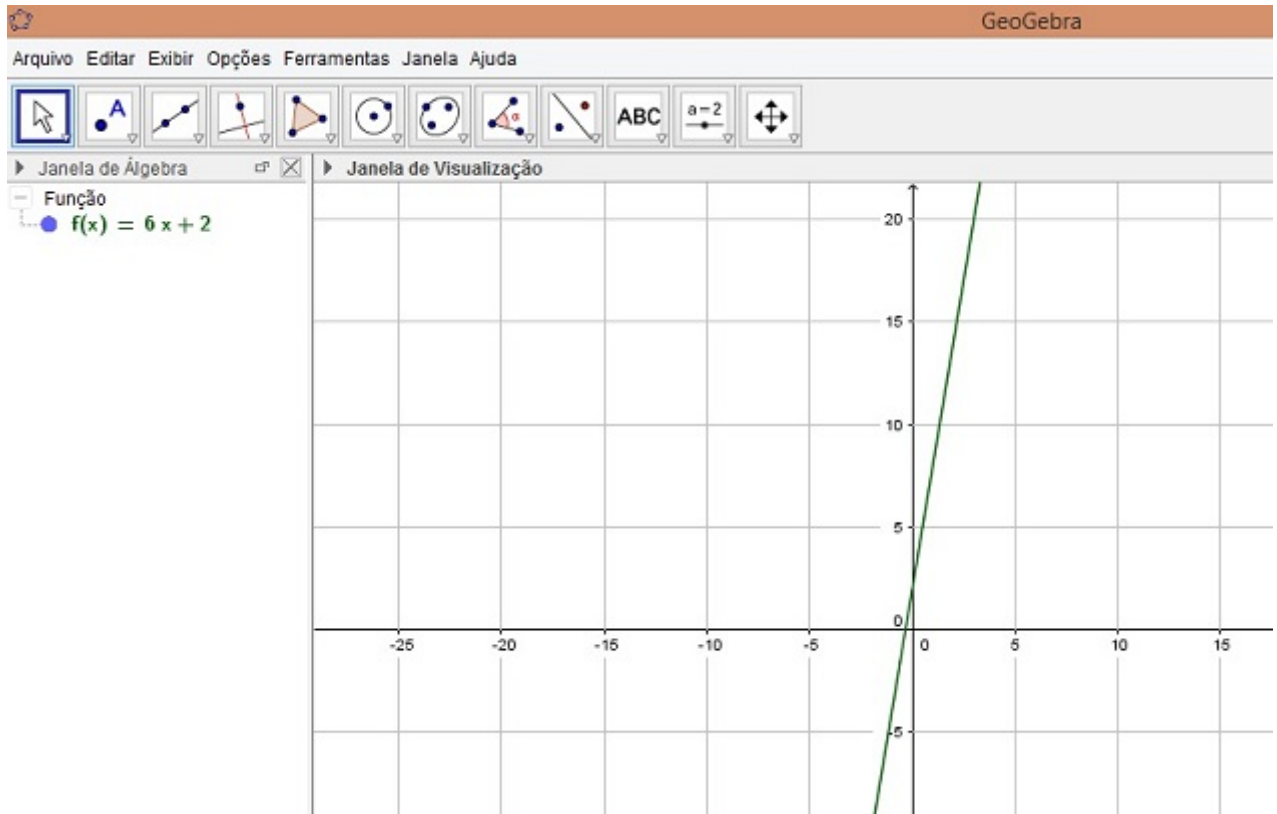 GeoGebra
Arquivo Editar Exibir Opções Ferramentas Janela Ajuda
A
α
ABC
a=2
Janela de Álgebra
Janela de Visualização
Função
f(x) = 6 x + 2
20
15
10
5
0
-25 -20 -15 -10 -5 0 5 10 15
-5